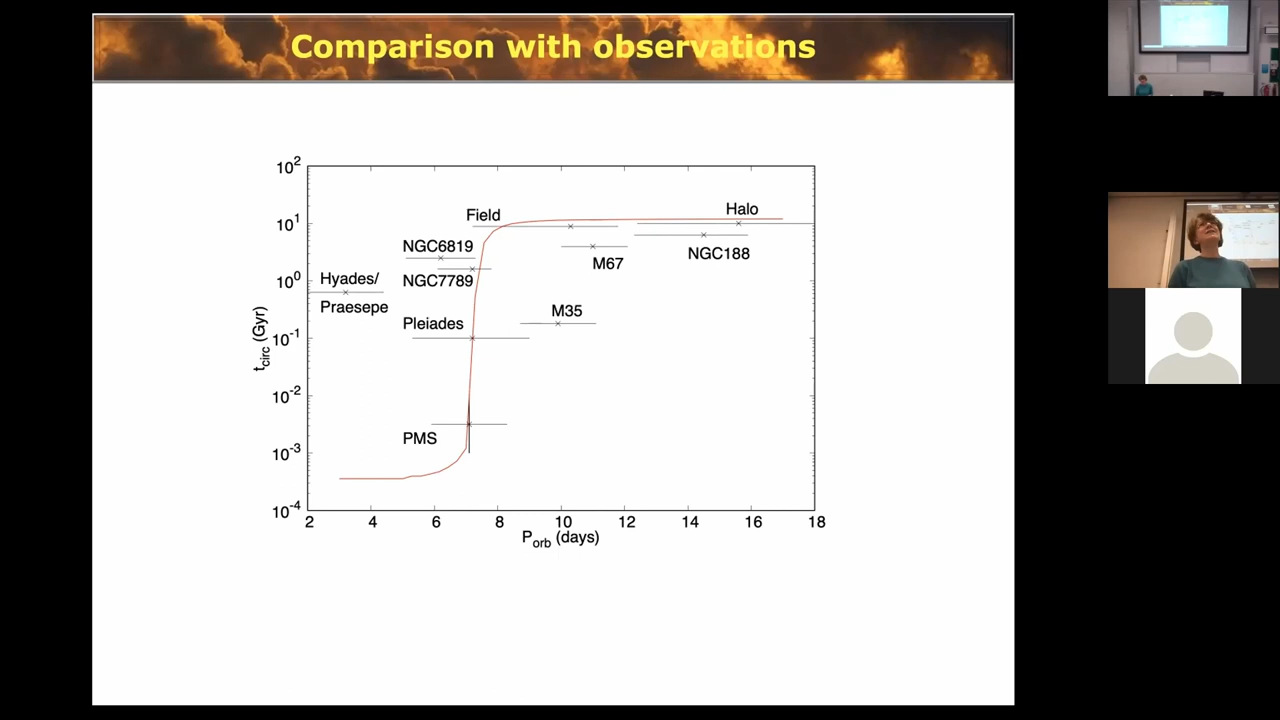 Comparison with observations
10²
10¹
10⁰
10⁻¹
10⁻²
10⁻³
10⁻⁴
t_circ (Gyr)
Field
Halo
NGC6819
M67
NGC188
NGC7789
Hyades/
Praesepe
M35
Pleiades
PMS
2 4 6 8 10 12 14 16 18
P_orb (days)